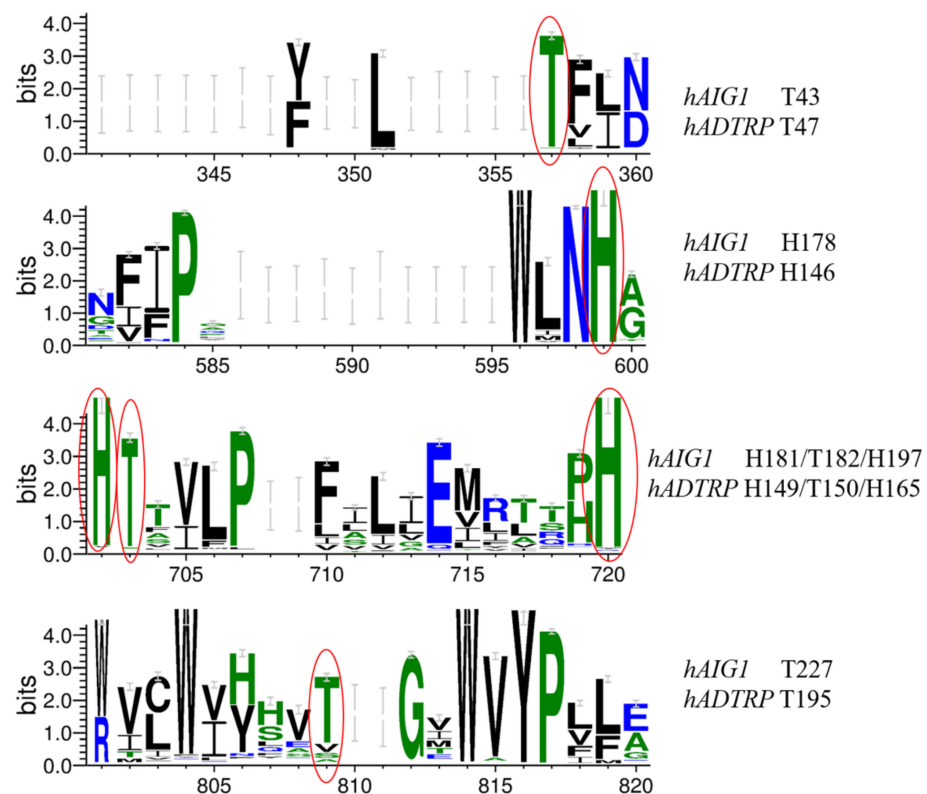 4.0
3.0
2.0
1.0
0.0
bits
345
350
355
360
Y
F
L
T
F
V
L
I
N
D
hAIG1 T43
hADTRP T47
4.0
3.0
2.0
1.0
0.0
bits
585
590
595
600
N
G
F
I
V
I
F
P
W
L
N
H
A
G
hAIG1 H178
hADTRP H146
4.0
3.0
2.0
1.0
0.0
bits
705
710
715
720
H
T
T
V
I
L
P
F
L
E
M
V
I
R
T
P
H
H
hAIG1 H181/T182/H197
hADTRP H149/T150/H165
4.0
3.0
2.0
1.0
0.0
bits
805
810
815
820
W
R
V
I
C
L
W
V
I
H
Y
H
S
V
T
V
G
V
W
V
Y
P
L
V
F
L
F
E
A
G
hAIG1 T227
hADTRP T195